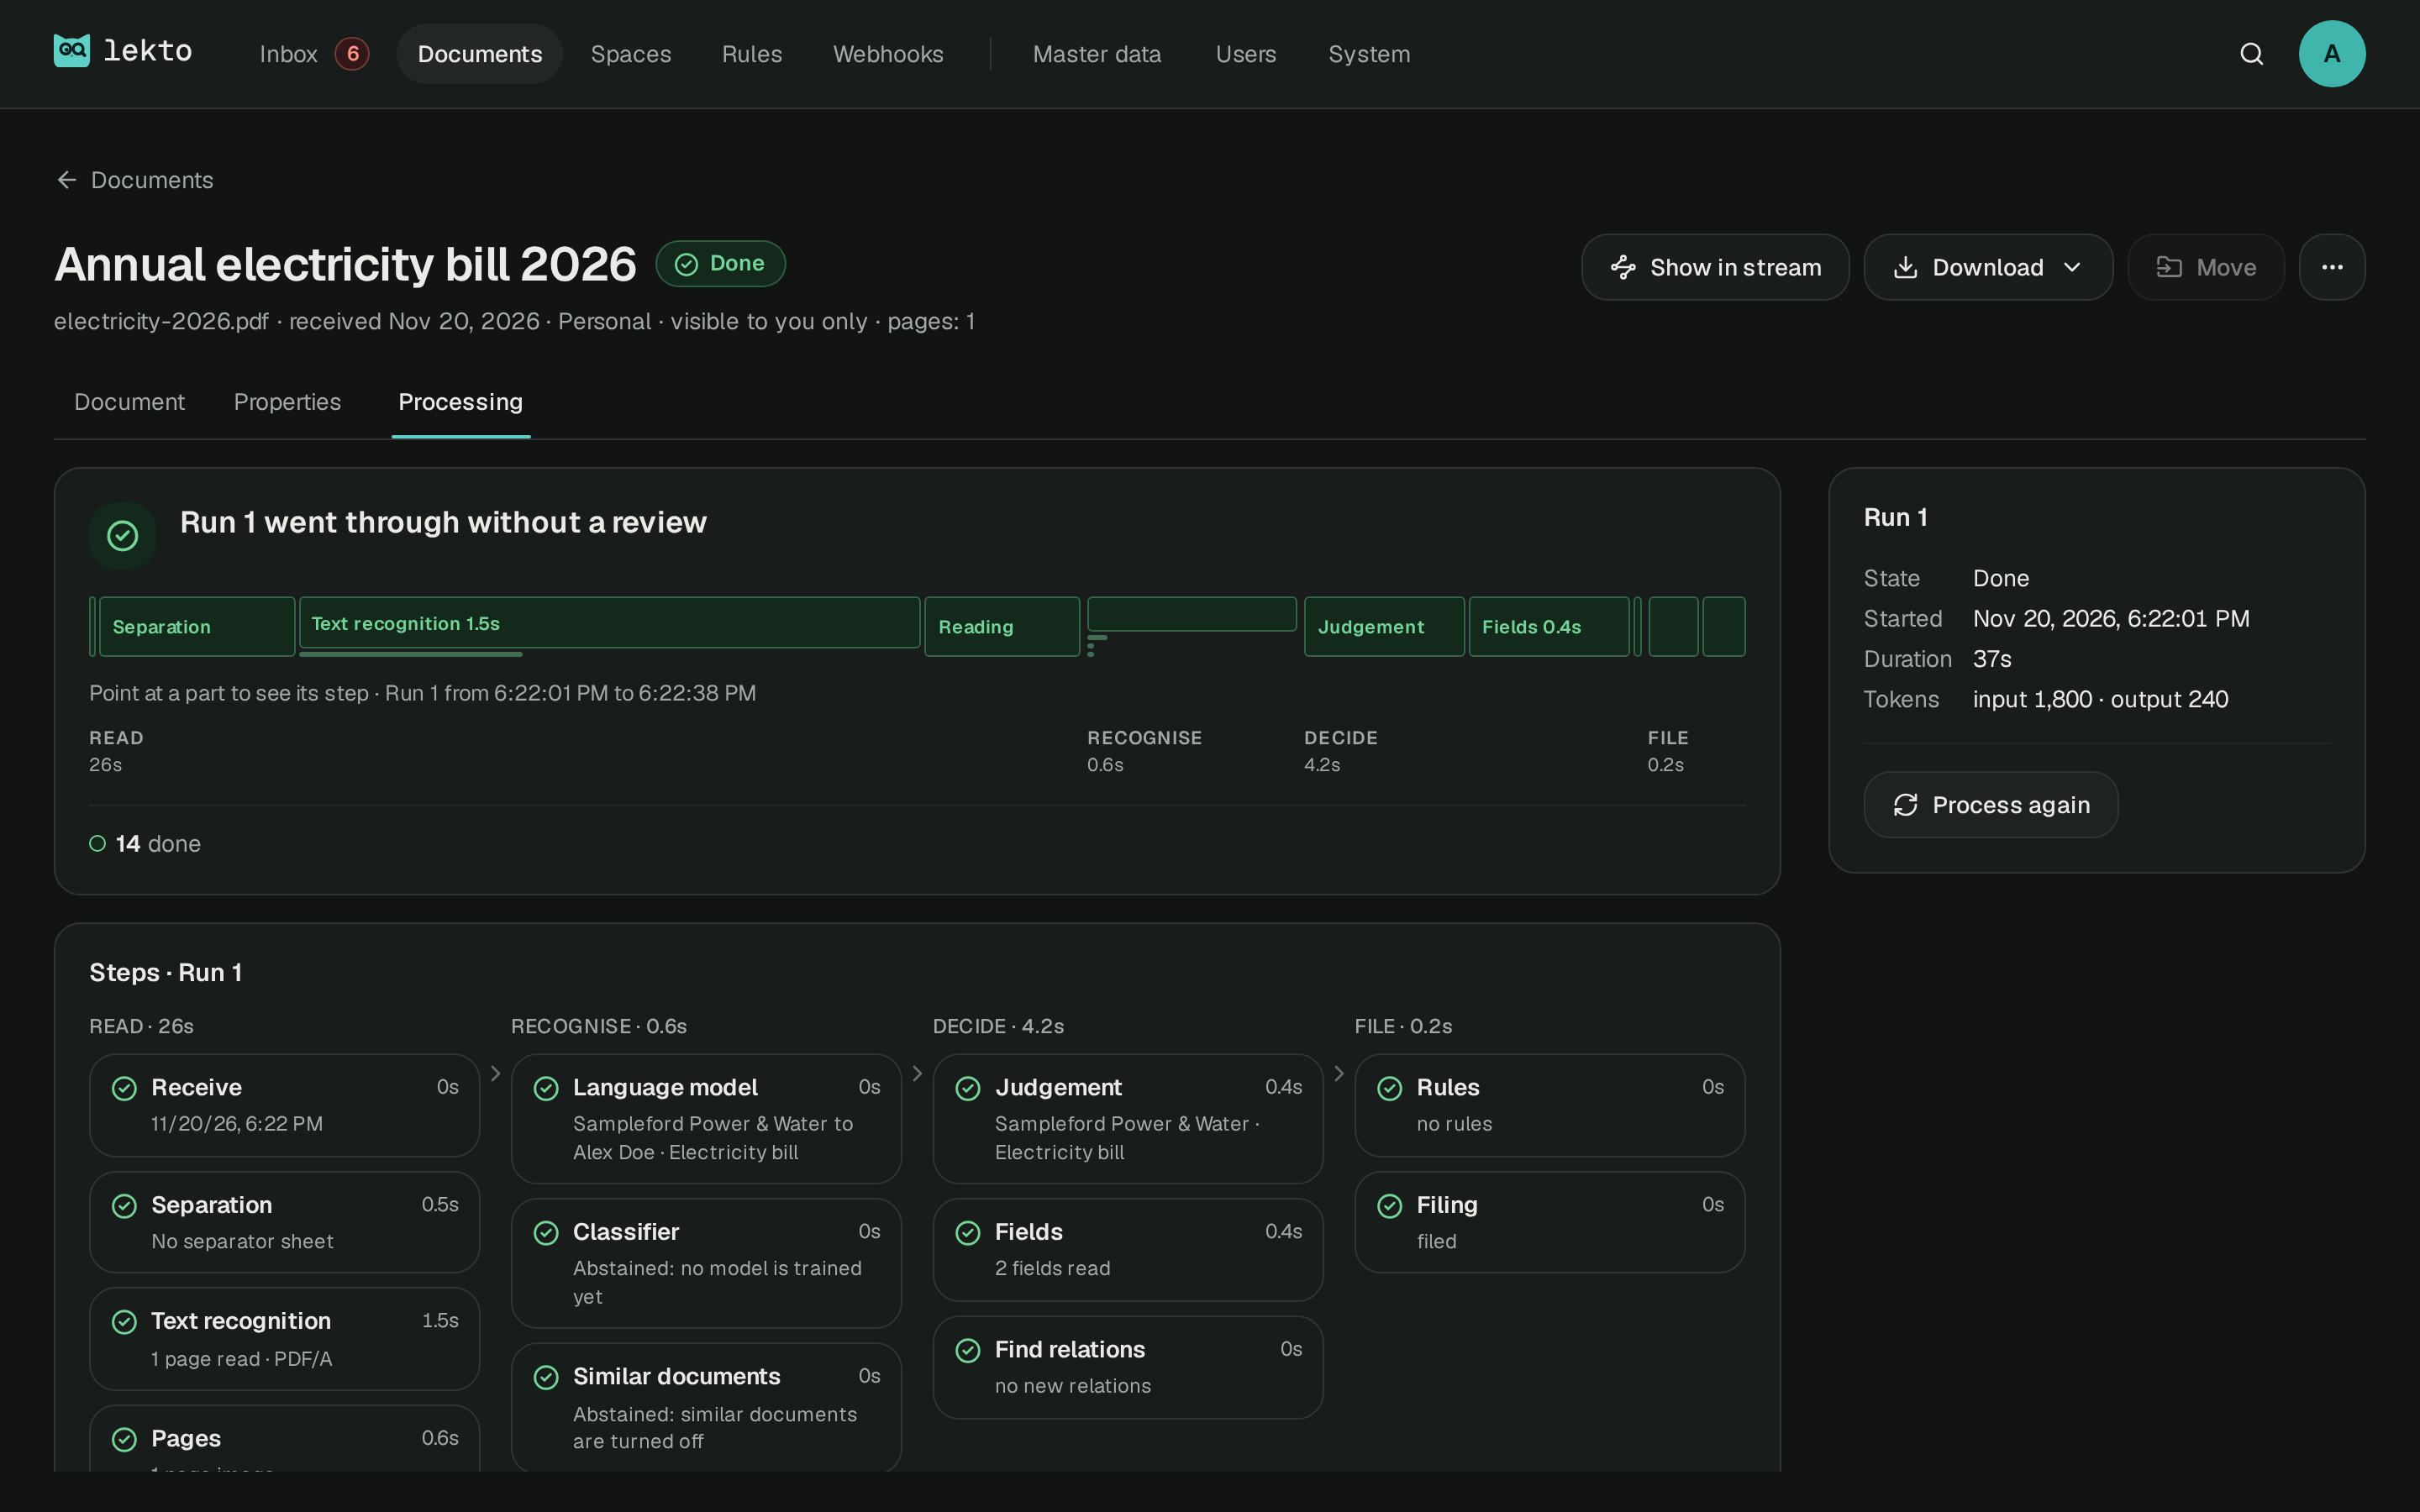 lekto
Inbox 6
Documents
Spaces
Rules
Webhooks
Master data
Users
System
A
Documents
Annual electricity bill 2026
Done
Show in stream
Download
Move
electricity-2026.pdf · received Nov 20, 2026 · Personal · visible to you only · pages: 1
Document
Properties
Processing
Run 1 went through without a review
Separation
Text recognition 1.5s
Reading
Judgement
Fields 0.4s
Point at a part to see its step · Run 1 from 6:22:01 PM to 6:22:38 PM
READ
26s
RECOGNISE
0.6s
DECIDE
4.2s
FILE
0.2s
14 done
Run 1
State Done
Started Nov 20, 2026, 6:22:01 PM
Duration 37s
Tokens input 1,800 · output 240
Process again
Steps · Run 1
READ · 26s
Receive 0s
11/20/26, 6:22 PM
Separation 0.5s
No separator sheet
Text recognition 1.5s
1 page read · PDF/A
Pages 0.6s
RECOGNISE · 0.6s
Language model 0s
Sampleford Power & Water to
Alex Doe · Electricity bill
Classifier 0s
Abstained: no model is trained
yet
Similar documents 0s
Abstained: similar documents
are turned off
DECIDE · 4.2s
Judgement 0.4s
Sampleford Power & Water ·
Electricity bill
Fields 0.4s
2 fields read
Find relations 0s
no new relations
FILE · 0.2s
Rules 0s
no rules
Filing 0s
filed